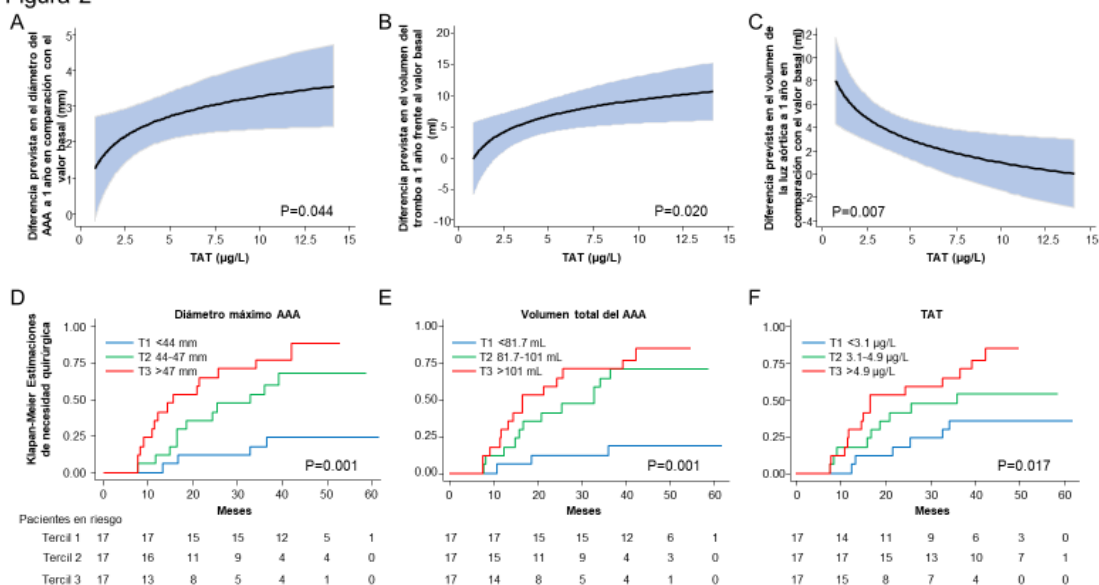 Figura 2
A
B
C
Diferencia prevista en el diámetro del
AAA a 1 año en comparación con el
valor basal (mm)
5
4
3
2
1
0
P=0.044
2.5 5 7.5 10 12.5 15
TAT (µg/L)
Diferencia prevista en el volumen del
trombo a 1 año frente al valor basal
(ml)
20
15
10
5
0
-5
-10
P=0.020
2.5 5 7.5 10 12.5 15
TAT (µg/L)
Diferencia prevista en el volumen de
la luz aórtica a 1 año en
comparación con el valor basal (ml)
12
10
8
6
4
2
0
-2
-4
P=0.007
2.5 5 7.5 10 12.5 15
TAT (µg/L)
D
E
F
Klapan-Meier Estimaciones
de necesidad quirúrgica
Diámetro máximo AAA
1.00
0.75
0.50
0.25
0.00
T1 <44 mm
T2 44-47 mm
T3 >47 mm
P=0.001
0 10 20 30 40 50 60
Meses
Volumen total del AAA
1.00
0.75
0.50
0.25
0.00
T1 <81.7 mL
T2 81.7-101 mL
T3 >101 mL
P=0.001
0 10 20 30 40 50 60
Meses
TAT
1.00
0.75
0.50
0.25
0.00
T1 <3.1 µg/L
T2 3.1-4.9 µg/L
T3 >4.9 µg/L
P=0.017
0 10 20 30 40 50 60
Meses
Pacientes en riesgo
Tercil 1 17 17 15 15 12 5 1 17 17 15 15 12 6 1 17 14 11 9 6 3 0
Tercil 2 17 16 11 9 4 4 0 17 15 11 9 4 3 0 17 17 15 13 10 7 1
Tercil 3 17 13 8 5 4 1 0 17 14 8 5 4 1 0 17 15 8 7 4 0 0